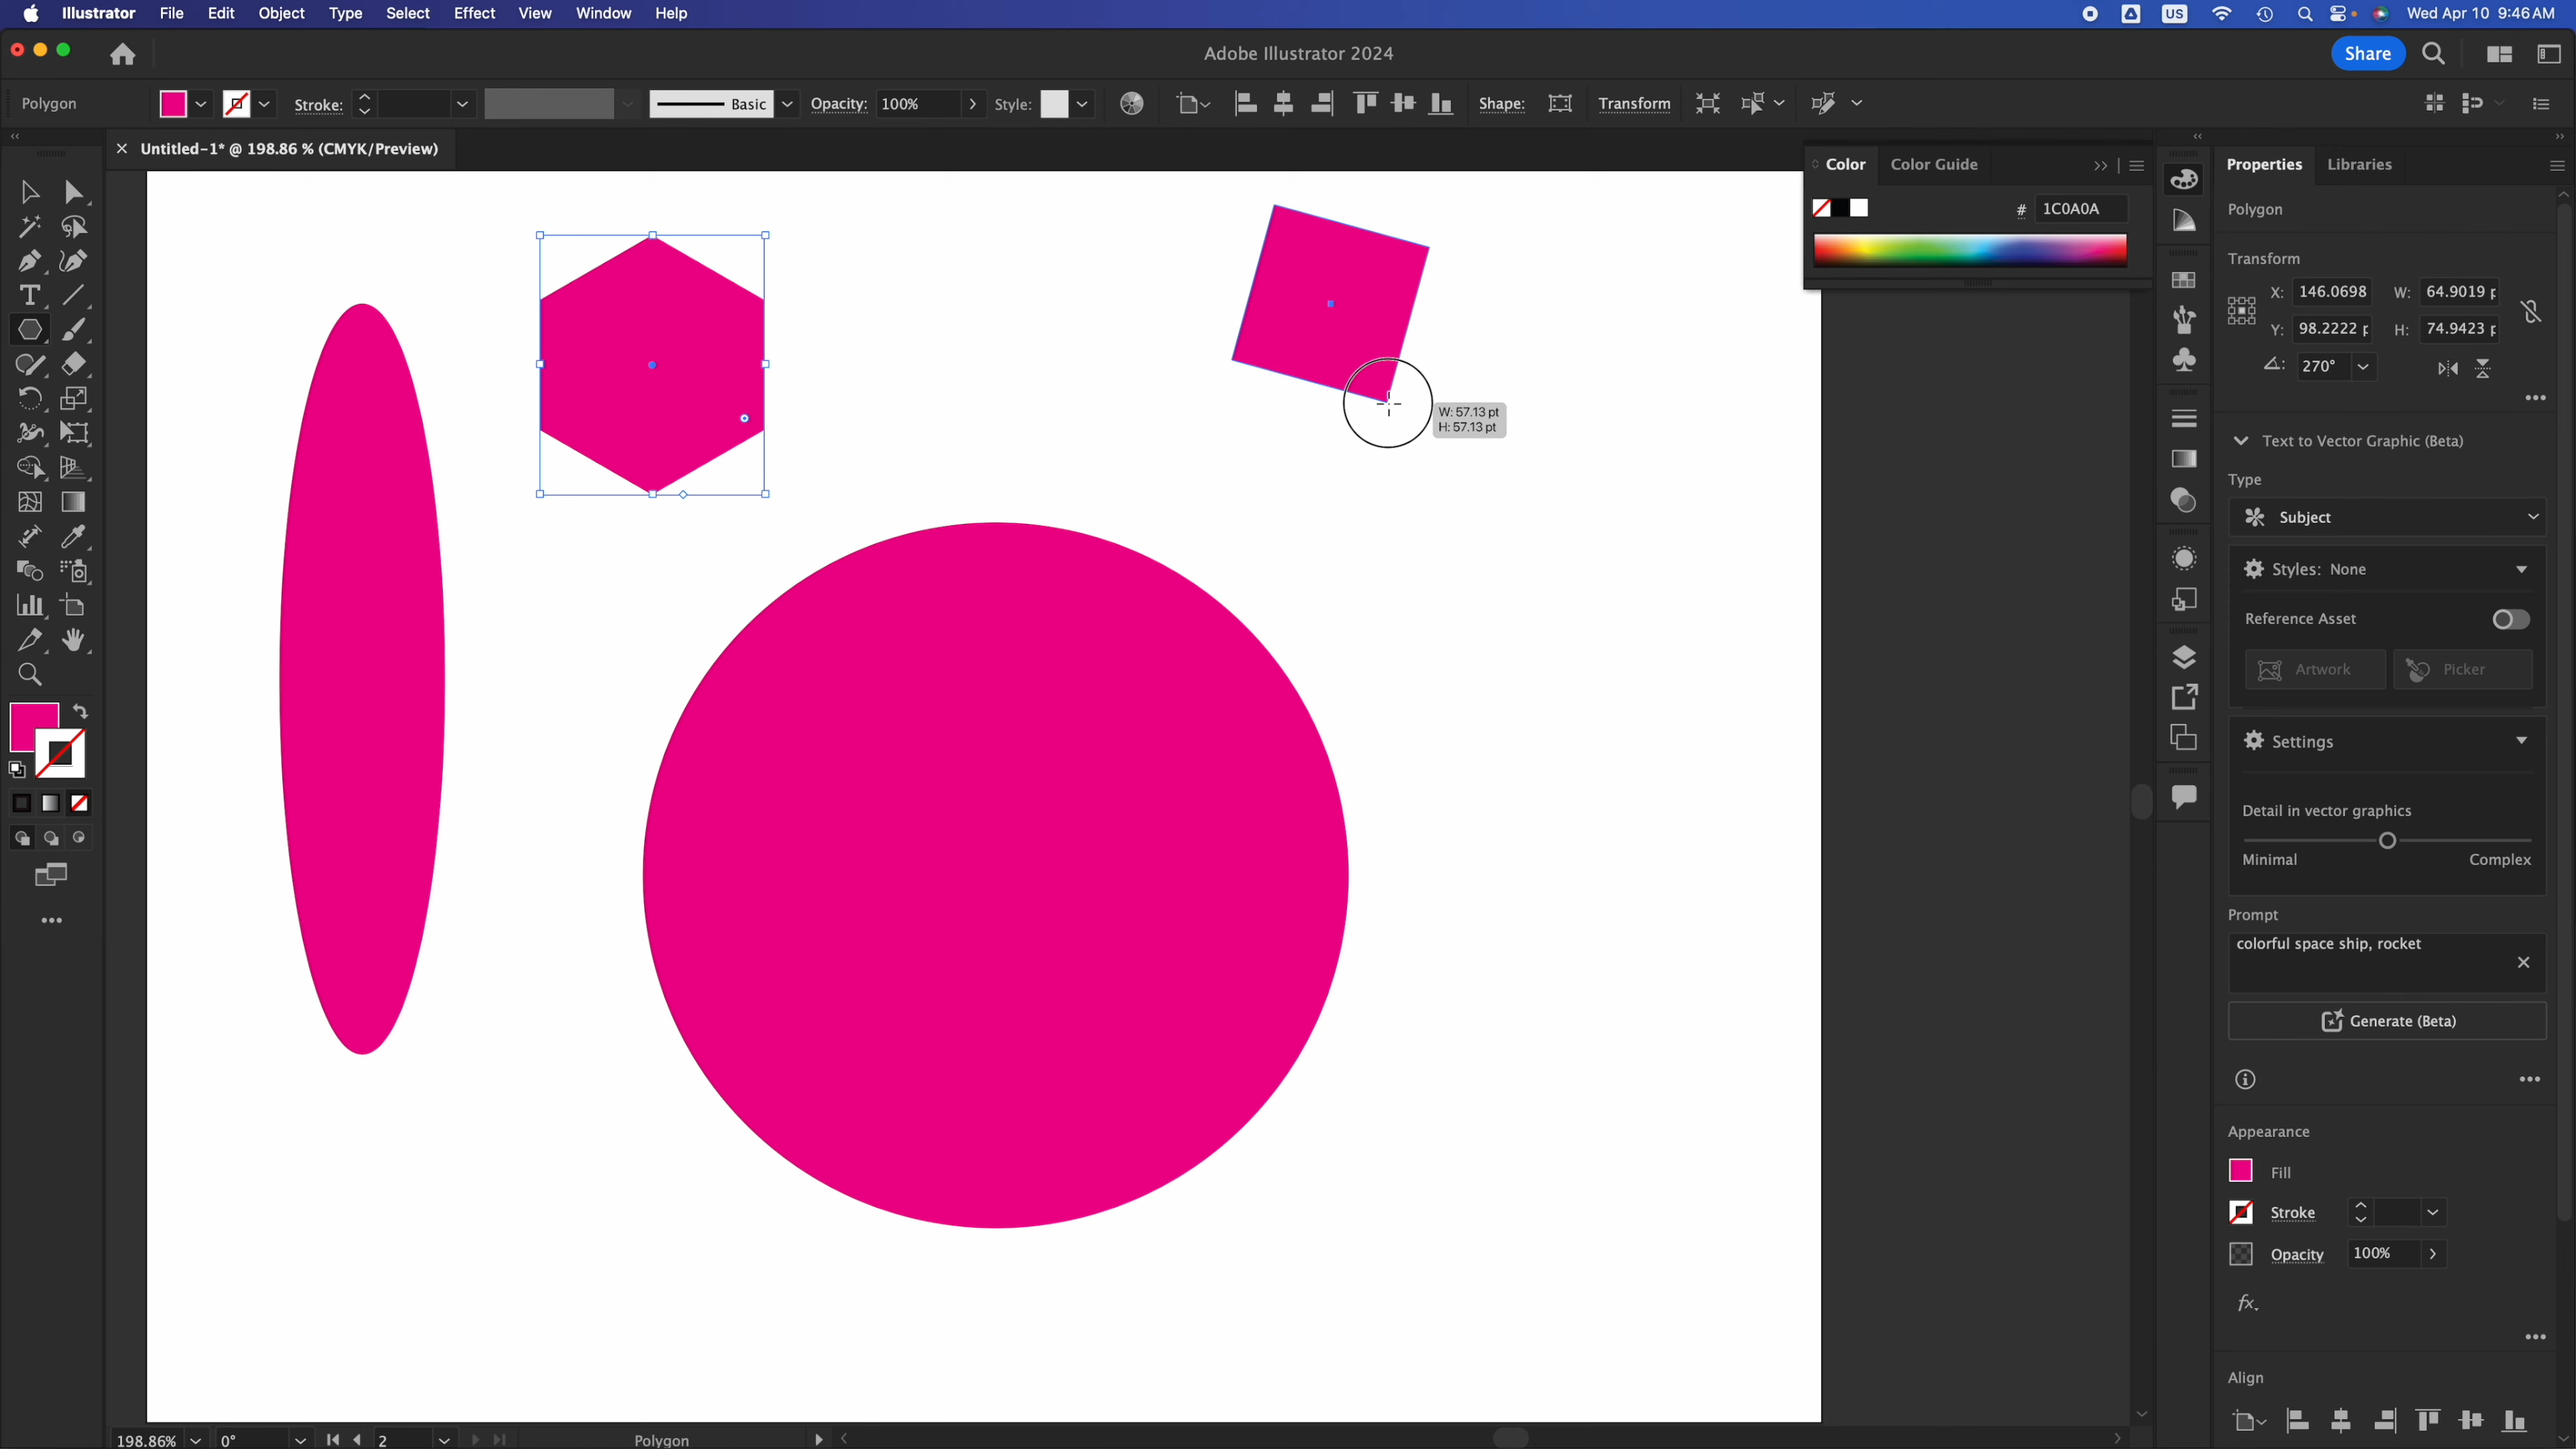 Illustrator File Edit Object Type Select Effect View Window Help
US
Wed Apr 10 9:46 AM
Adobe Illustrator 2024
Share
Polygon
Stroke:
Basic
Opacity: 100%
Style:
Shape:
Transform
Untitled-1* @ 198.86 % (CMYK/Preview)
Color
Color Guide
# 1C0A0A
Properties
Libraries
Polygon
Transform
X: 146.0698
W: 64.9019 p
Y: 98.2222 p
H: 74.9423 p
270°
W: 57.13 pt
H: 57.13 pt
Text to Vector Graphic (Beta)
Type
Subject
Styles: None
Reference Asset
Artwork
Picker
Settings
Detail in vector graphics
Minimal
Complex
Prompt
colorful space ship, rocket
Generate (Beta)
Appearance
Fill
Stroke
Opacity 100%
fx
Align
198.86%
0°
2
Polygon